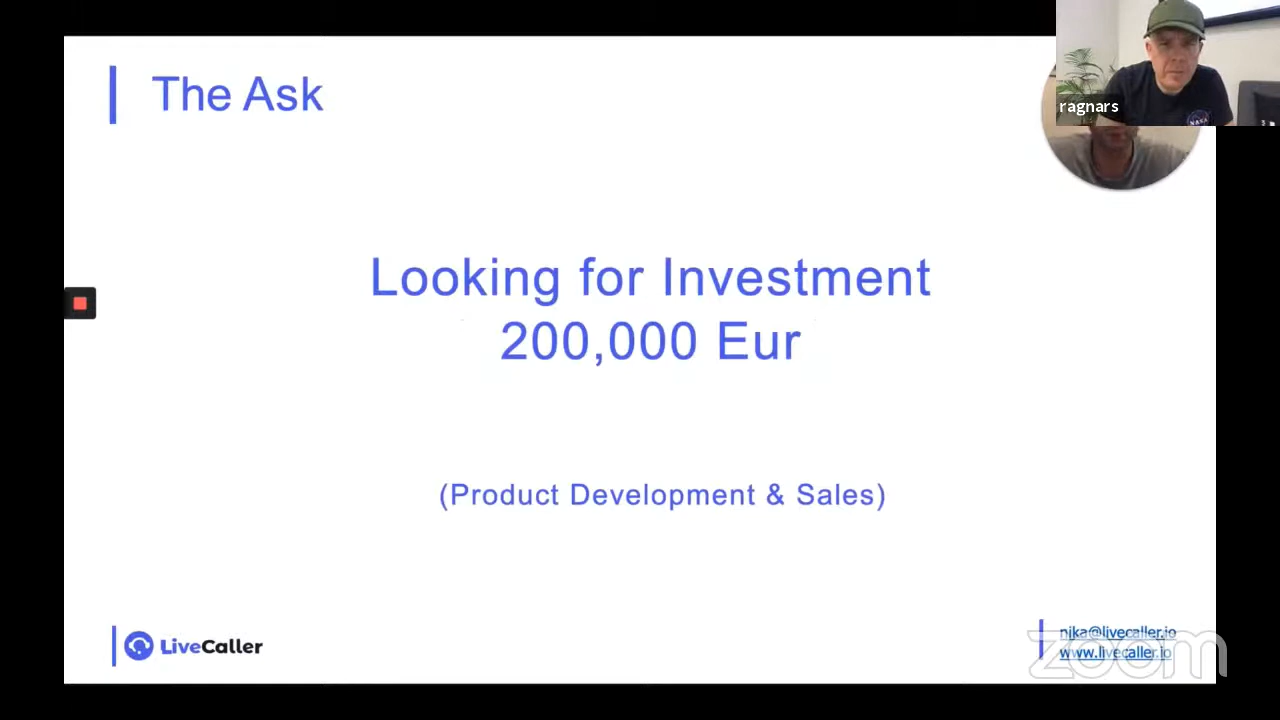 The Ask
ragnars
Looking for Investment
200,000 Eur
(Product Development & Sales)
LiveCaller
nika@livecaller.io
www.livecaller.io
zoom